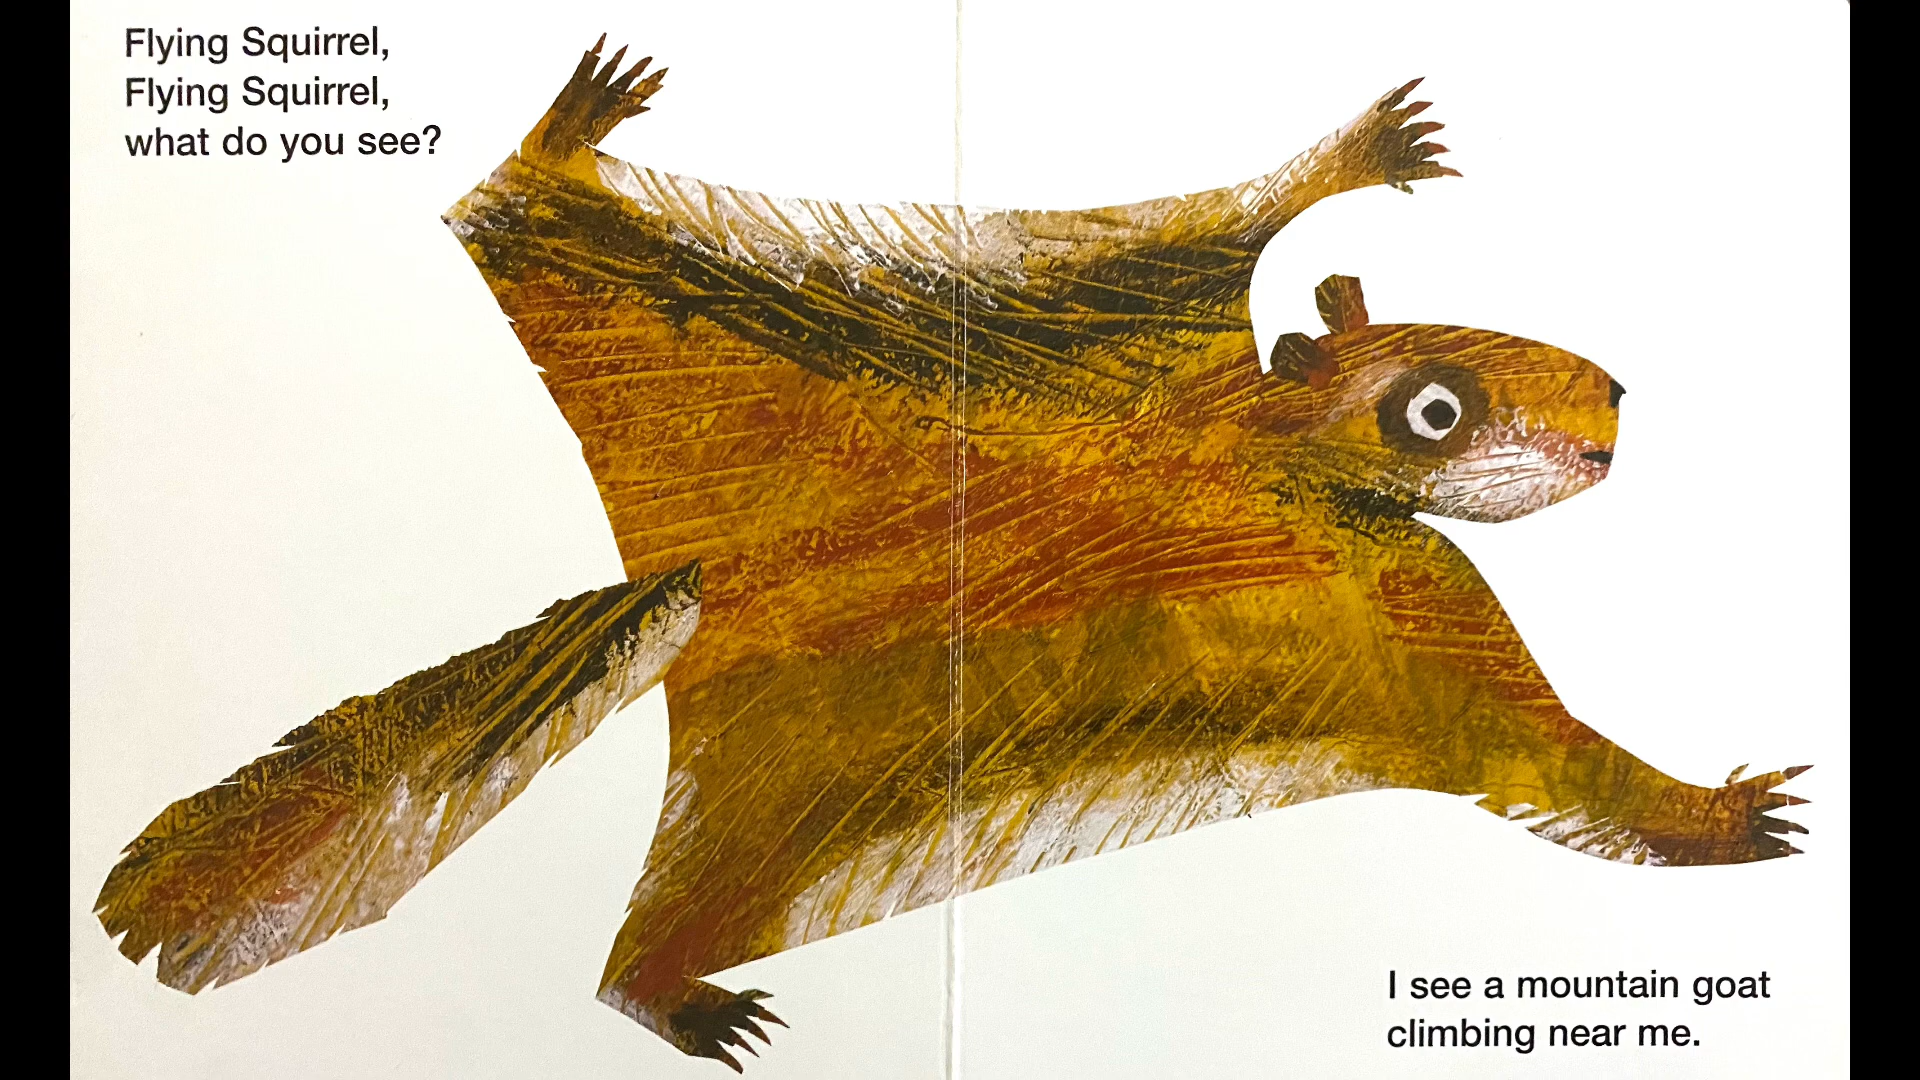 Flying Squirrel,
Flying Squirrel,
what do you see?
I see a mountain goat
climbing near me.